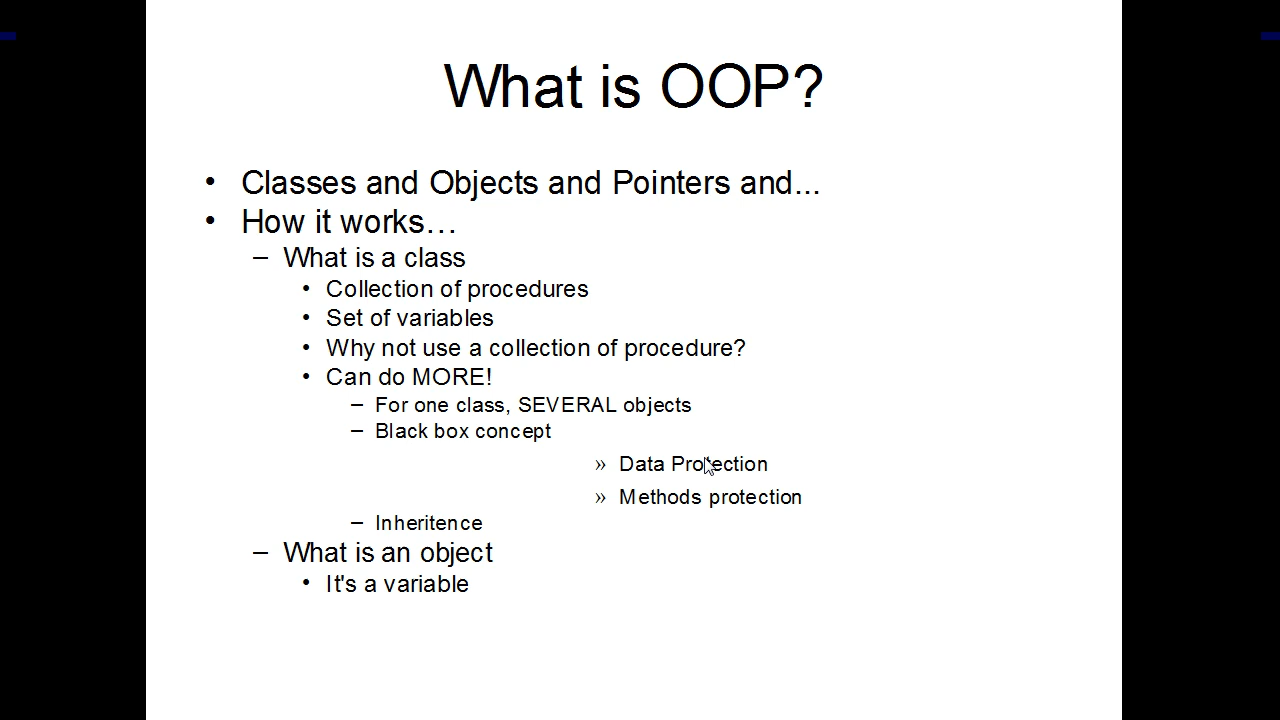 What is OOP?
• Classes and Objects and Pointers and...
• How it works…
– What is a class
• Collection of procedures
• Set of variables
• Why not use a collection of procedure?
• Can do MORE!
– For one class, SEVERAL objects
– Black box concept
» Data Protection
» Methods protection
– Inheritence
– What is an object
• It's a variable